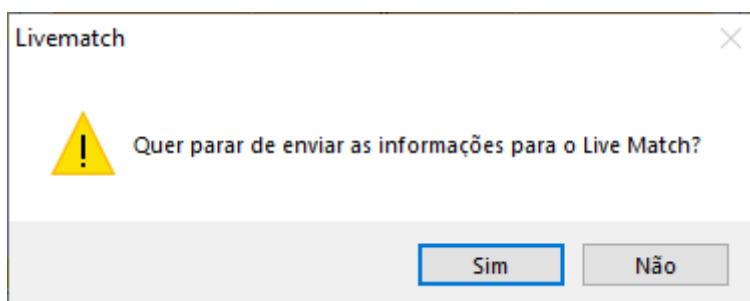 Livematch
Quer parar de enviar as informações para o Live Match?
Sim
Não